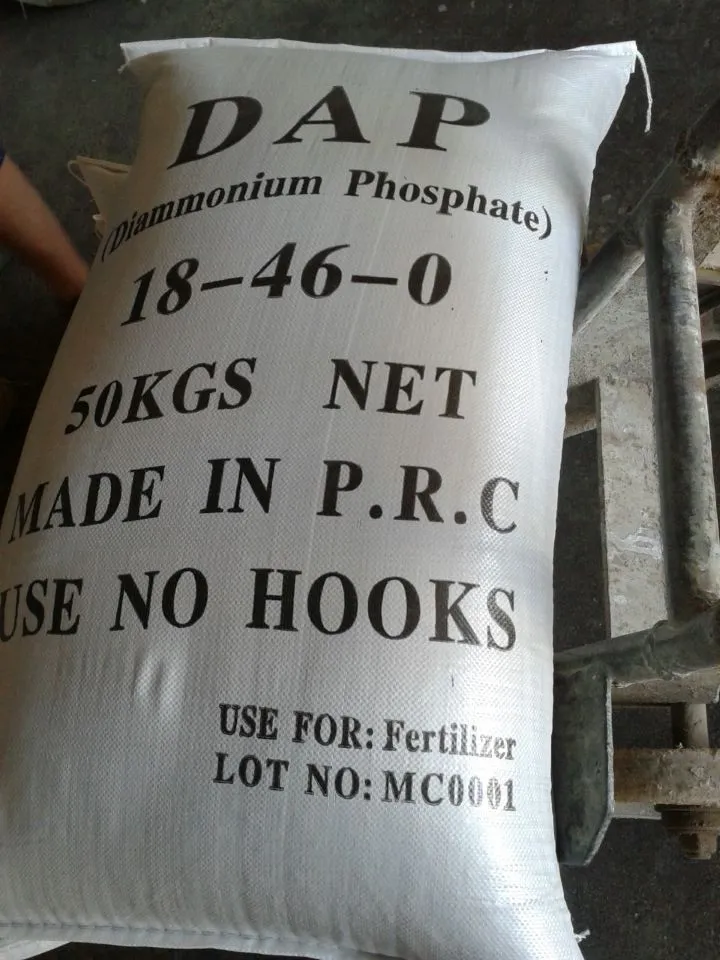 DAP
(Diammonium Phosphate)
18-46-0
50KGS NET
MADE IN P.R.C
USE NO HOOKS
USE FOR: Fertilizer
LOT NO: MC0001